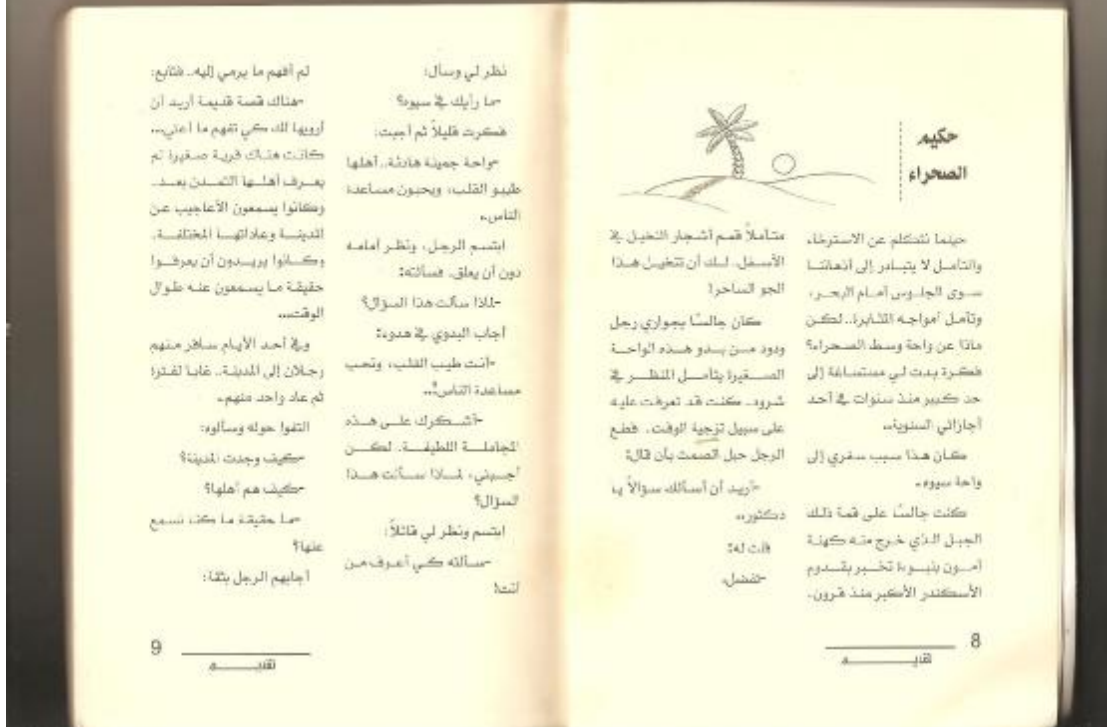 حكيم
الصحراء
حينما نتكلم عن الاسترخاء
والتأمل لا يتبادر إلى أذهاننا
سوى الجلوس أمام البحر،
وتأمل أمواجه المثابرة.. لكن
ماذا عن واحة وسط الصحراء؟
فكرة بدت لي مستساغة إلى
حد كبير منذ سنوات في أحد
أجازاتي السنوية..
كان هذا سبب سفري إلى
واحة سيوه.
كنت جالسًا على قمة ذلك
الجبل الذي خرج منه كهنة
آمون بنبوءة تخبر بقدوم
الأسكندر الأكبر منذ قرون.
متأملاً قمم أشجار النخيل في
الأسفل. لك أن تتخيل هذا
الجو الساحر!
كان جالسًا بجواري رجل
ودود من بدو هذه الواحة
الصغيرة يتأمل المنظر في
شرود. كنت قد تعرفت عليه
على سبيل تزجية الوقت. قطع
الرجل حبل الصمت بأن قال:
-أريد أن أسألك سؤالاً يا
دكتور..
قلت له:
-تفضل.
8
تقديم
نظر لي وسأل:
-ما رأيك في سيوه؟
فكرت قليلاً ثم أجبت:
-واحة جميلة هادئة.. أهلها
طيبو القلب، ويحبون مساعدة
الناس.
ابتسم الرجل، ونظر أمامه
دون أن يعلق. فسألته:
-لماذا سألت هذا السؤال؟
أجاب البدوي في هدوء:
-أنت طيب القلب، وتحب
مساعدة الناس!..
-أشكرك على هذه
المجاملة اللطيفة. لكن
أجبني، لماذا سألت هذا
السؤال؟
ابتسم ونظر لي قائلاً:
-سألته كي أعرف من
أنت!
لم أفهم ما يرمي إليه.. فتابع:
-هناك قصة قديمة أريد أن
أرويها لك كي تفهم ما أعني...
كانت هناك قرية صغيرة لم
يعرف أهلها التمدن بعد..
وكانوا يسمعون الأعاجيب عن
المدينة وعاداتها المختلفة.
وكانوا يريدون أن يعرفوا
حقيقة ما يسمعون عنه طوال
الوقت...
وفي أحد الأيام سافر منهم
رجلان إلى المدينة.. غابا لفترة
ثم عاد واحد منهم.
التفوا حوله وسألوه:
-كيف وجدت المدينة؟
-كيف هم أهلها؟
-ما حقيقة ما كنا نسمع
عنها؟
أجابهم الرجل بثقة:
9
تقديم